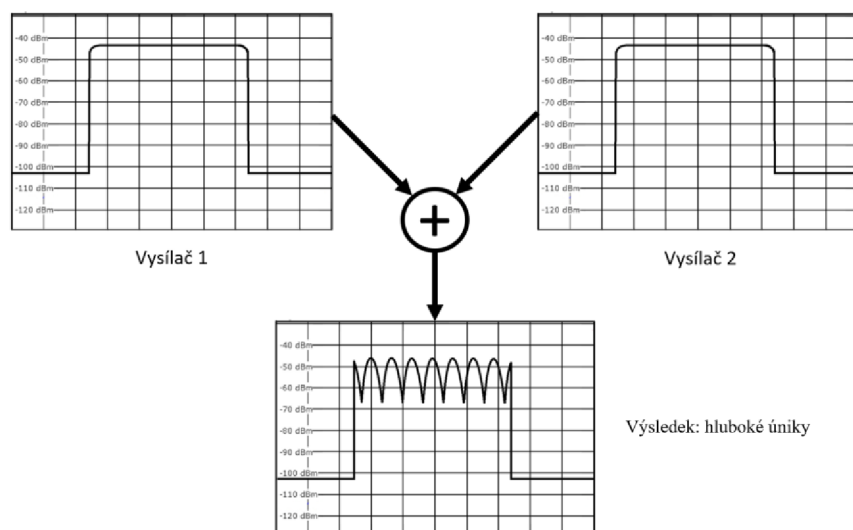 -40 dBm
-50 dBm
-60 dBm
-70 dBm
-80 dBm
-90 dBm
-100 dBm
-110 dBm
-120 dBm
Vysílač 1
-40 dBm
-50 dBm
-60 dBm
-70 dBm
-80 dBm
-90 dBm
-100 dBm
-110 dBm
-120 dBm
Vysílač 2
-40 dBm
-50 dBm
-60 dBm
-70 dBm
-80 dBm
-90 dBm
-100 dBm
-110 dBm
-120 dBm
Výsledek: hluboké úniky